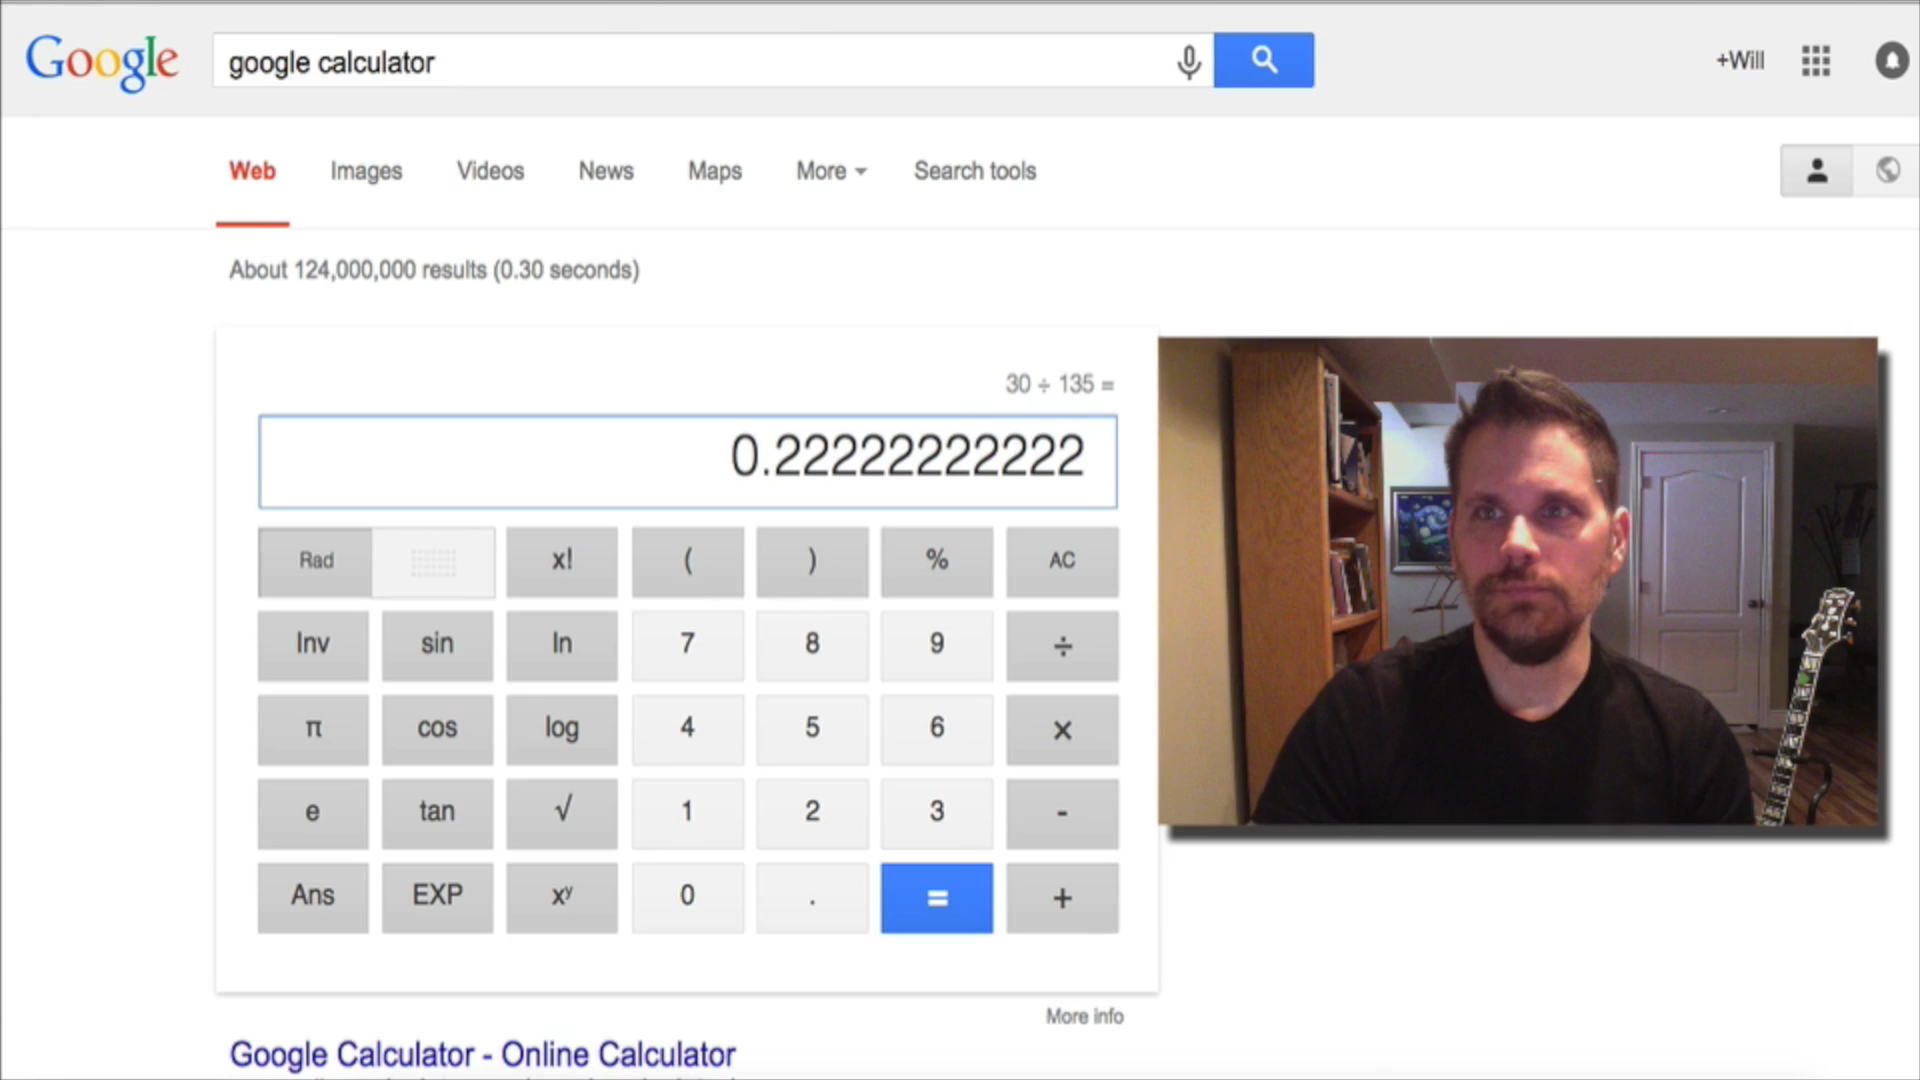 Google google calculator +Will
Web Images Videos News Maps More Search tools
About 124,000,000 results (0.30 seconds)
30 ÷ 135 =
0.22222222222
Rad x! ( ) % AC
Inv sin ln 7 8 9 ÷
π cos log 4 5 6 ×
e tan √ 1 2 3 -
Ans EXP xʸ 0 . = +
More info
Google Calculator - Online Calculator